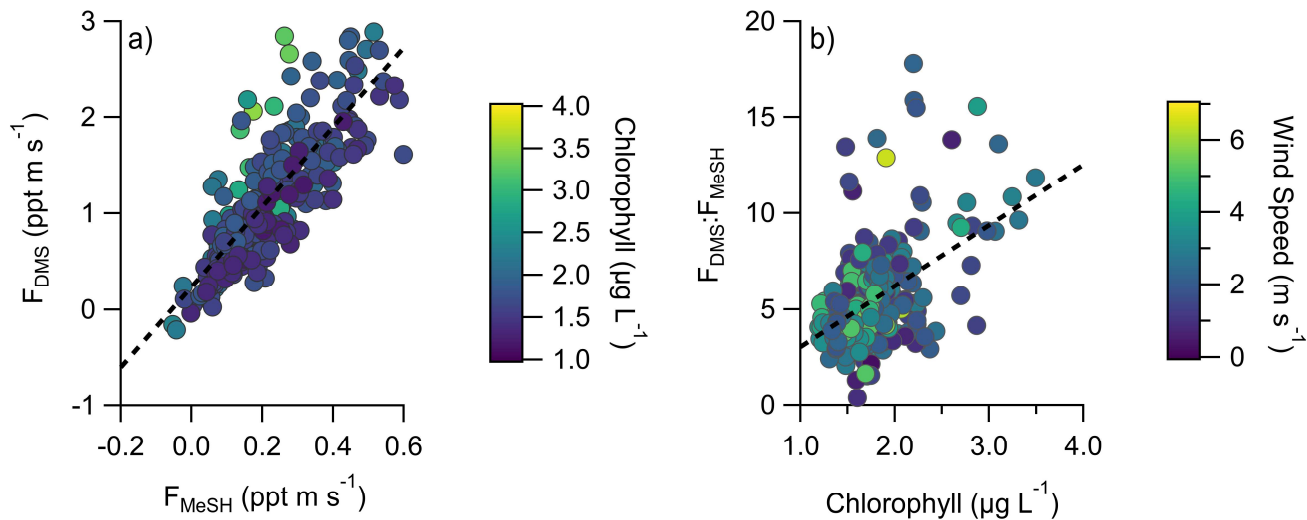 a)
3
2
1
0
-1
-0.2 0.0 0.2 0.4 0.6
F_DMS (ppt m s⁻¹)
F_MeSH (ppt m s⁻¹)
4.0
3.5
3.0
2.5
2.0
1.5
1.0
Chlorophyll (µg L⁻¹)
b)
20
15
10
5
0
1.0 2.0 3.0 4.0
F_DMS:F_MeSH
Chlorophyll (µg L⁻¹)
6
4
2
0
Wind Speed (m s⁻¹)